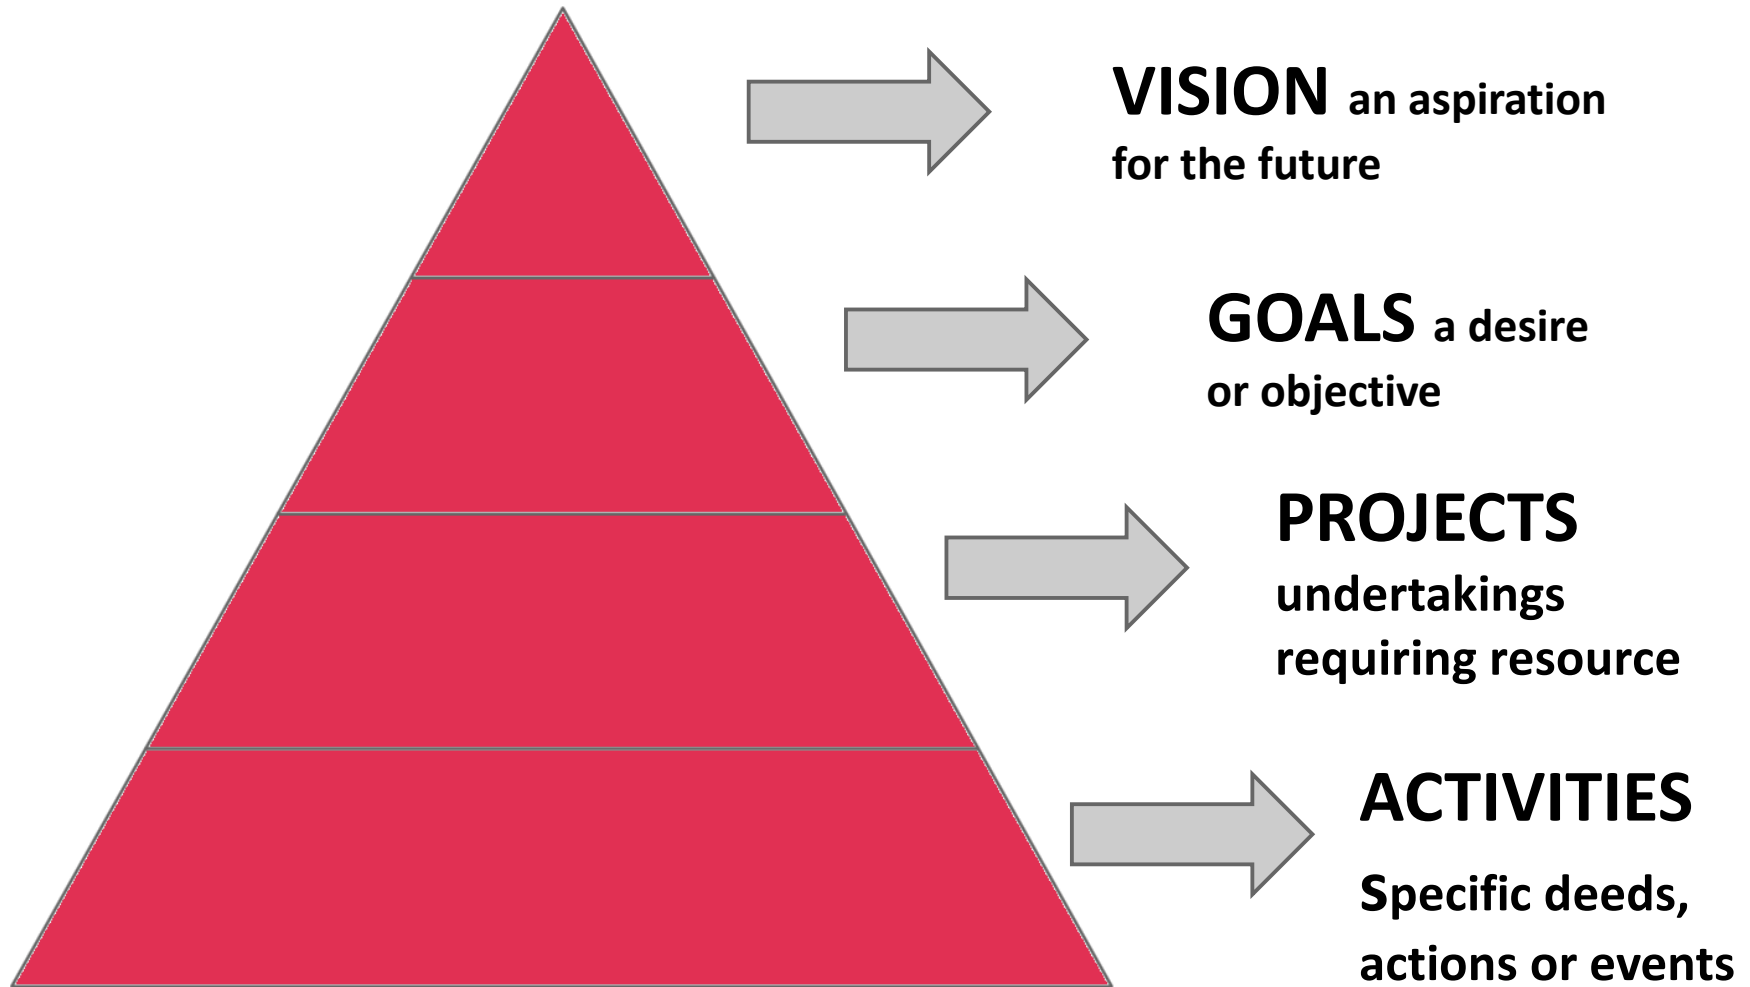 VISION an aspiration
for the future
GOALS a desire
or objective
PROJECTS
undertakings
requiring resource
ACTIVITIES
Specific deeds,
actions or events